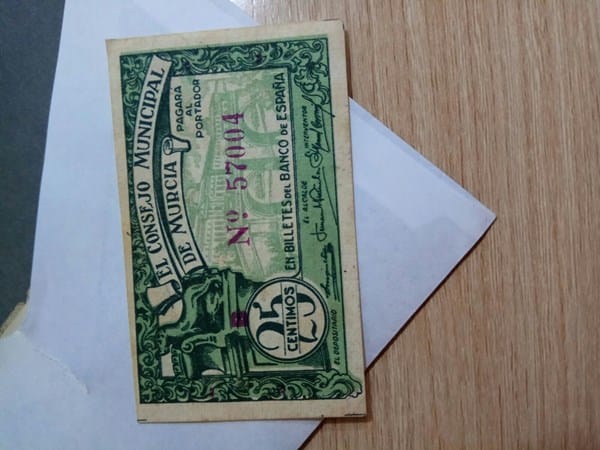 EL CONSEJO MUNICIPAL
DE MURCIA
PAGARÁ
AL
PORTADOR
Nº 57004
B
25
CENTIMOS
EN BILLETES DEL BANCO DE ESPAÑA
EL ALCALDE
EL INTERVENTOR
EL DEPOSITARIO